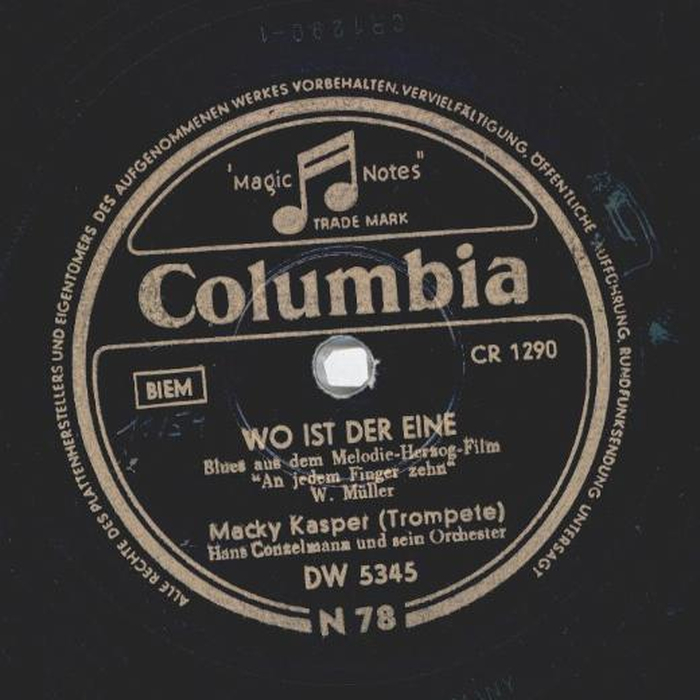 CR1290-1
ALLE RECHTE DES PLATTENHERSTELLERS UND EIGENTÜMERS DES AUFGENOMMENEN WERKES VORBEHALTEN. VERVIELFÄLTIGUNG, ÖFFENTLICHE AUFFÜHRUNG, RUNDFUNKSENDUNG UNTERSAGT
'Magic Notes"
TRADE MARK
Columbia
CR 1290
BIEM
WO IST DER EINE
Blues aus dem Melodie-Herzog-Film
"An jedem Finger zehn"
W. Müller
Macky Kasper (Trompete)
Hans Conzelmann und sein Orchester
DW 5345
N 78